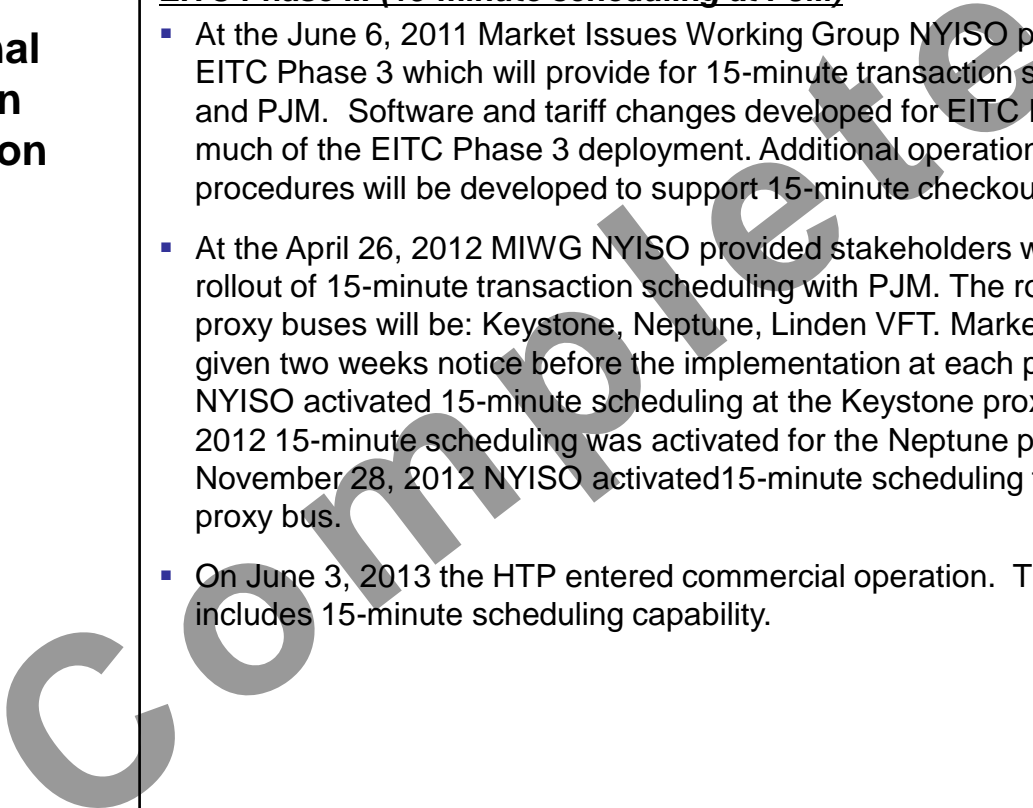 nal
n
on
EITC Phase III (15-minute scheduling at PJM)
At the June 6, 2011 Market Issues Working Group NYISO p
EITC Phase 3 which will provide for 15-minute transaction s
and PJM. Software and tariff changes developed for EITC
much of the EITC Phase 3 deployment. Additional operation
procedures will be developed to support 15-minute checkou
At the April 26, 2012 MIWG NYISO provided stakeholders w
rollout of 15-minute transaction scheduling with PJM. The ro
proxy buses will be: Keystone, Neptune, Linden VFT. Marke
given two weeks notice before the implementation at each p
NYISO activated 15-minute scheduling at the Keystone prox
2012 15-minute scheduling was activated for the Neptune p
November 28, 2012 NYISO activated15-minute scheduling
proxy bus.
On June 3, 2013 the HTP entered commercial operation. T
includes 15-minute scheduling capability.
Complete